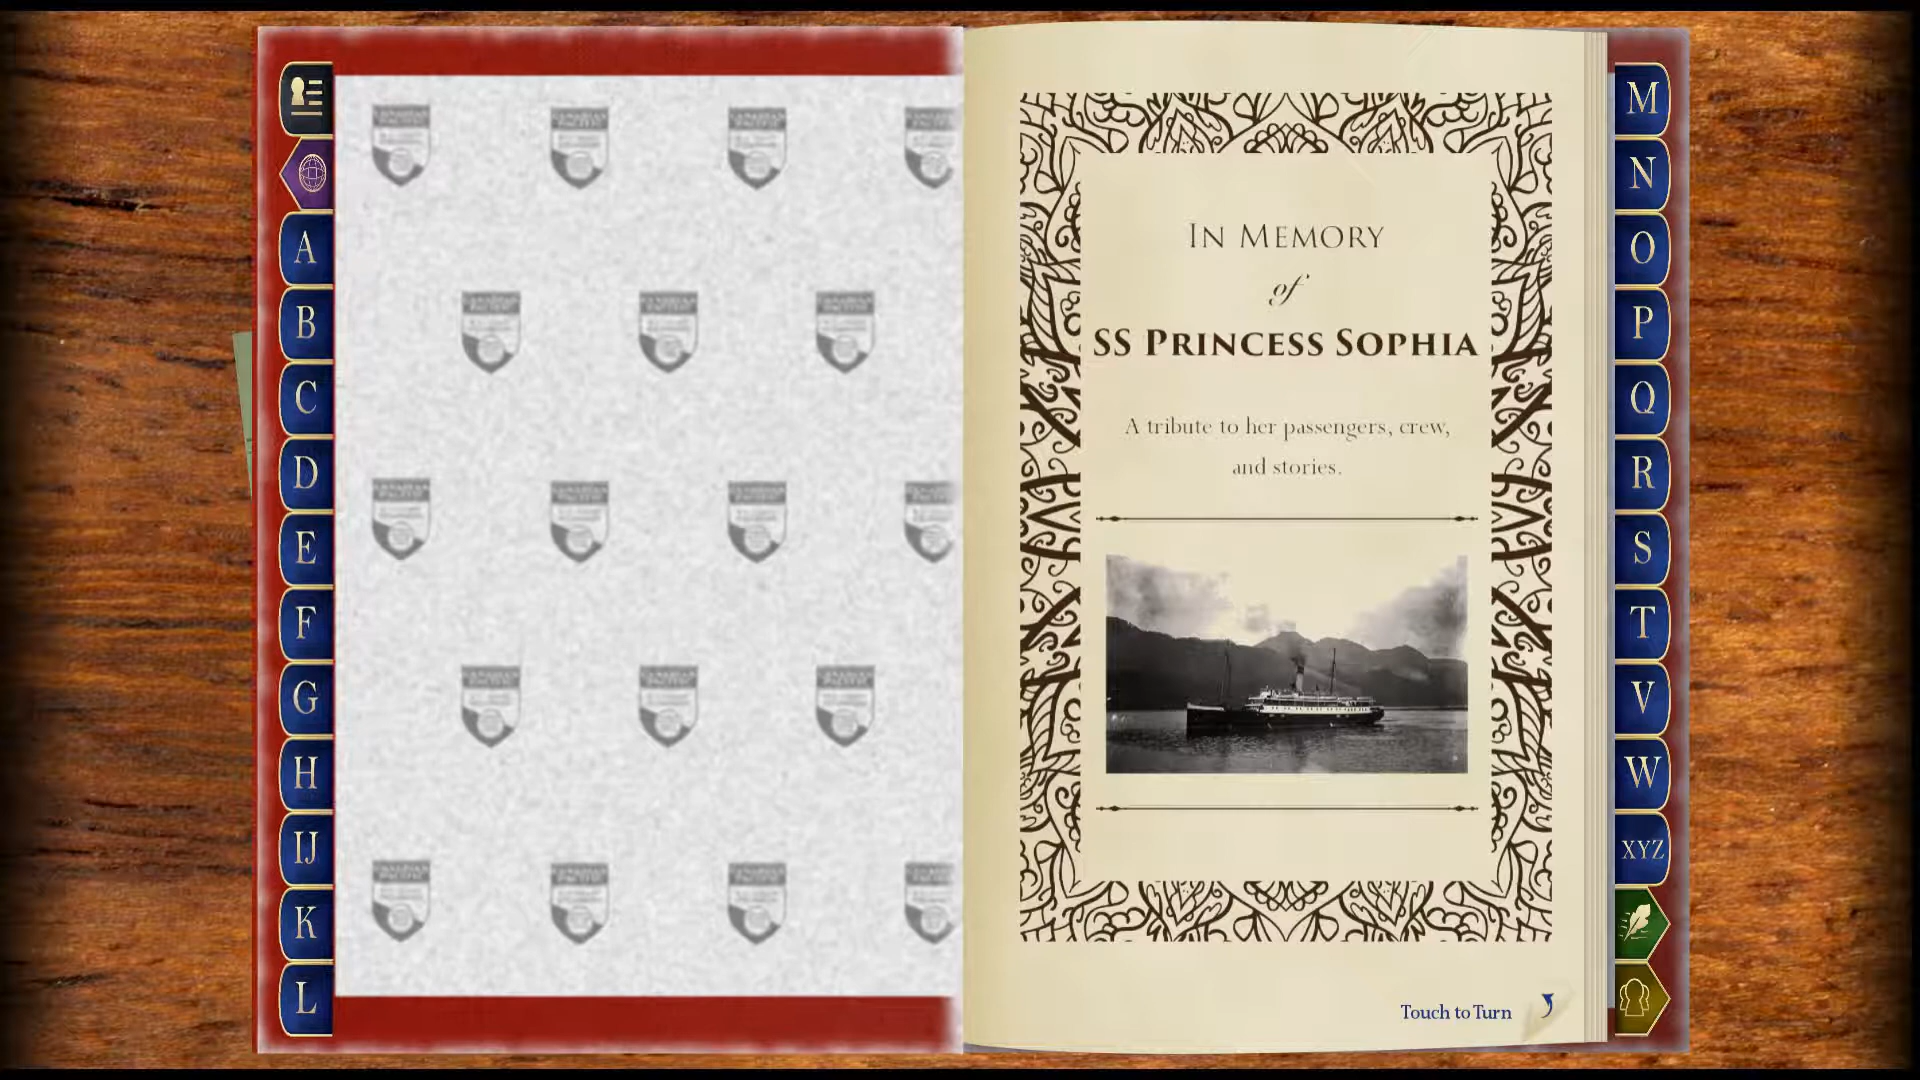 A
B
C
D
E
F
G
H
IJ
K
L
In Memory
of
SS Princess Sophia
A tribute to her passengers, crew,
and stories.
Touch to Turn
M
N
O
P
Q
R
S
T
V
W
XYZ